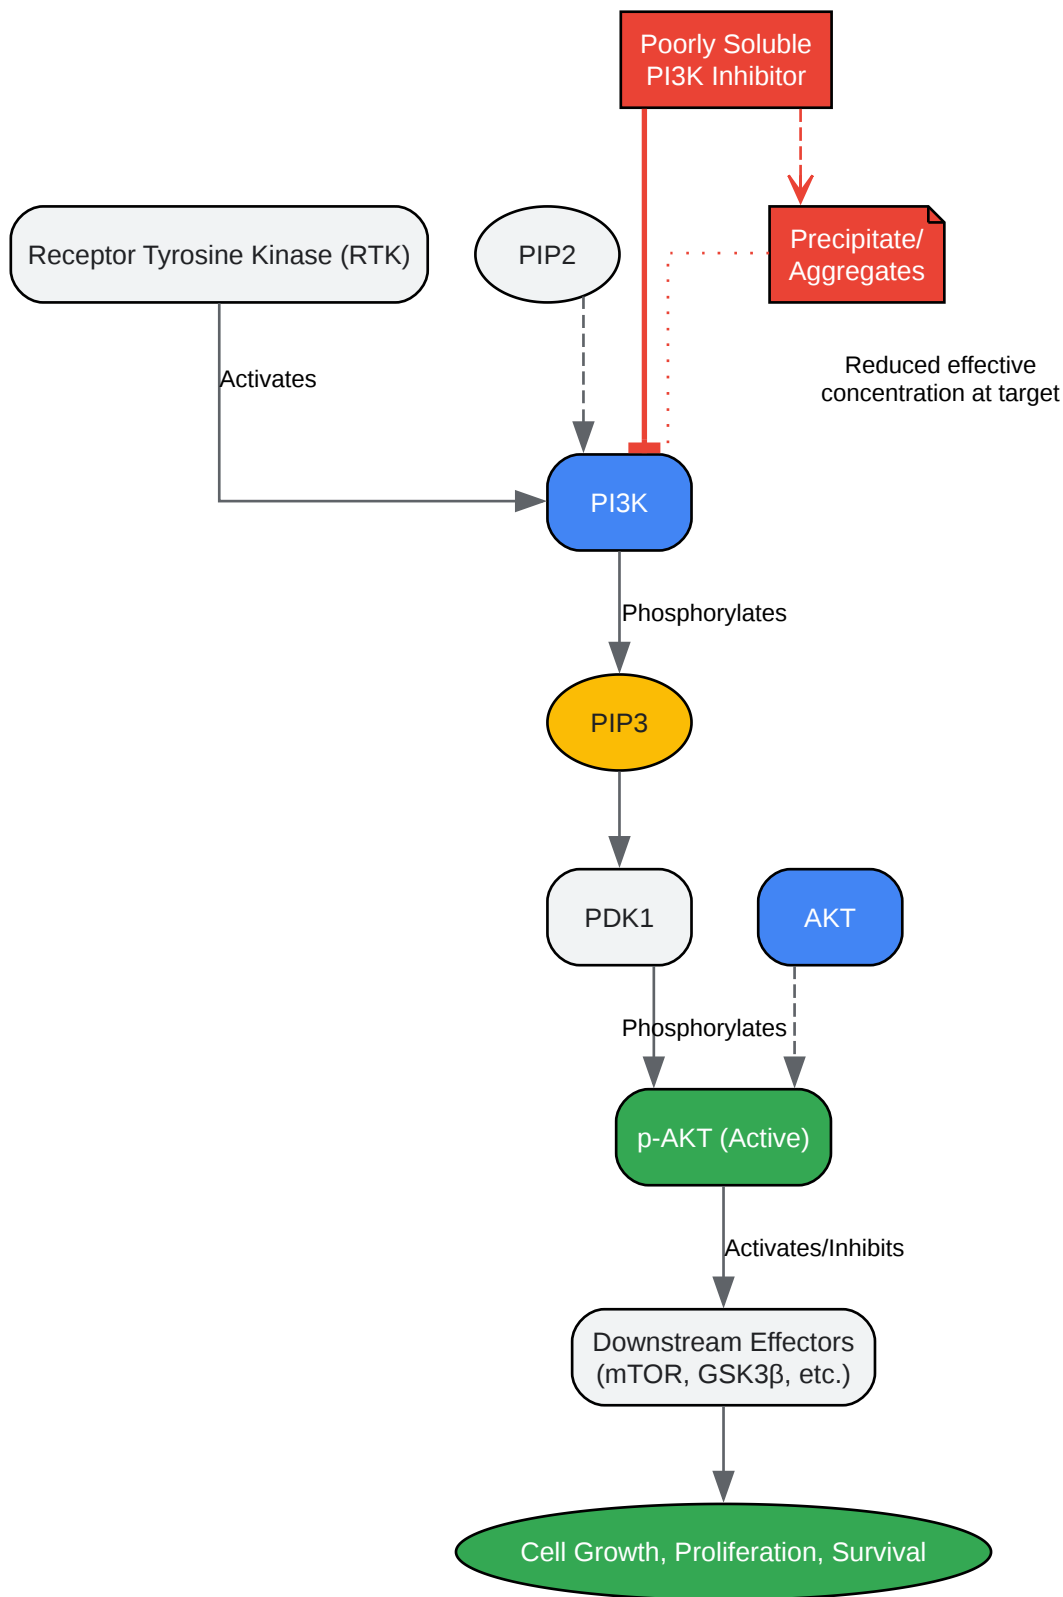 Poorly Soluble
PI3K Inhibitor
Receptor Tyrosine Kinase (RTK)
PIP2
Precipitate/
Aggregates
Activates
Reduced effective
concentration at target
PI3K
Phosphorylates
PIP3
PDK1
AKT
Phosphorylates
p-AKT (Active)
Activates/Inhibits
Downstream Effectors
(mTOR, GSK3β, etc.)
Cell Growth, Proliferation, Survival